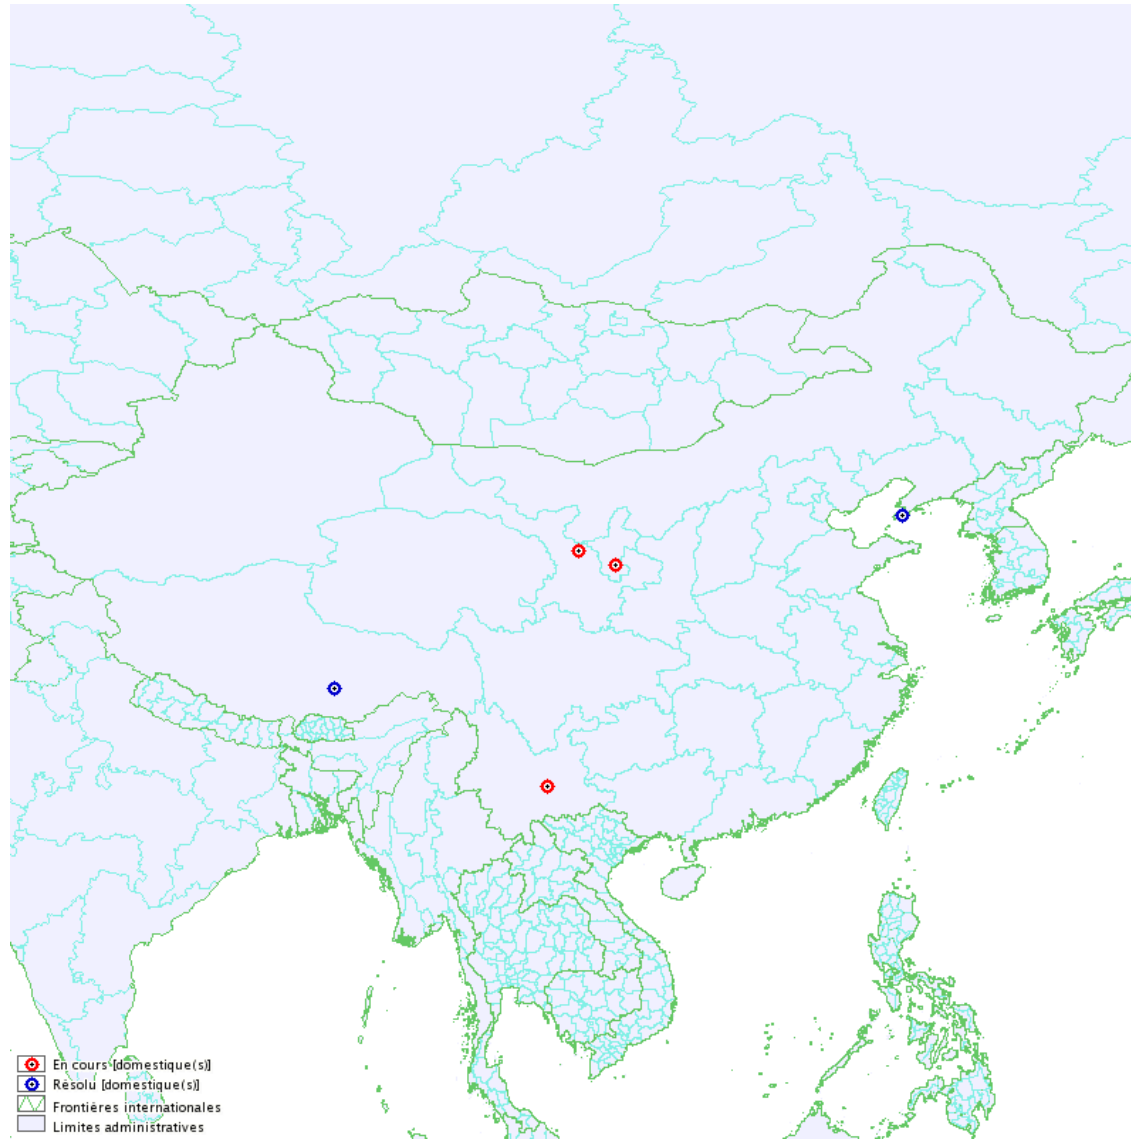 En cours [domestique(s)]
Résolu [domestique(s)]
Frontières internationales
Limites administratives